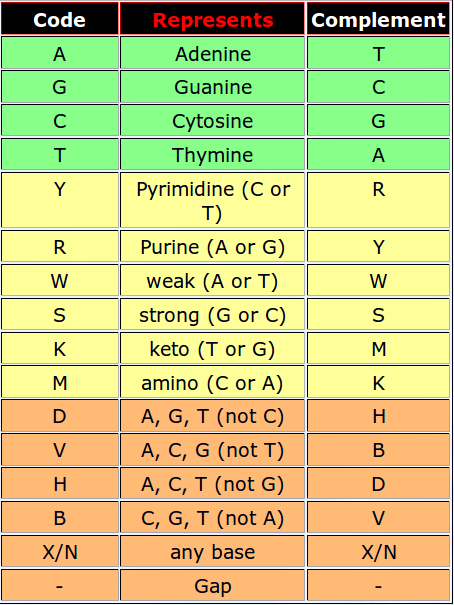 Code Represents Complement
A Adenine T
G Guanine C
C Cytosine G
T Thymine A
Y Pyrimidine (C or R
T)
R Purine (A or G) Y
W weak (A or T) W
S strong (G or C) S
K keto (T or G) M
M amino (C or A) K
D A, G, T (not C) H
V A, C, G (not T) B
H A, C, T (not G) D
B C, G, T (not A) V
X/N any base X/N
- Gap -